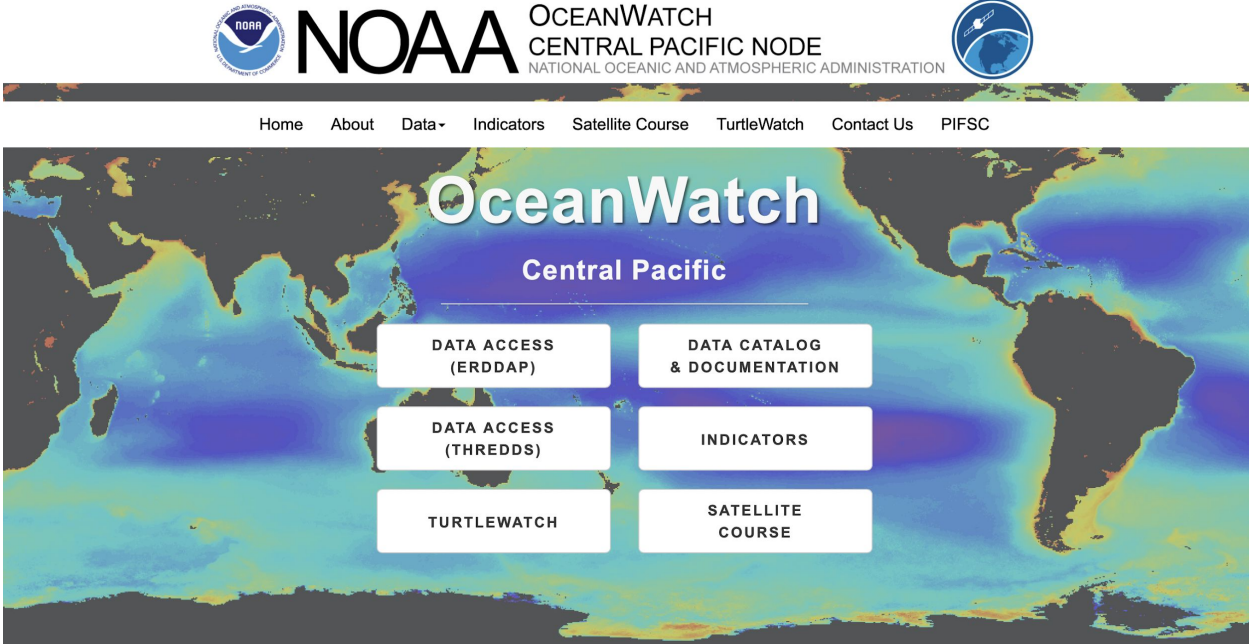 NOAA
NOAA
OCEANWATCH
CENTRAL PACIFIC NODE
NATIONAL OCEANIC AND ATMOSPHERIC ADMINISTRATION
Home About Data Indicators Satellite Course TurtleWatch Contact Us PIFSC
OceanWatch
Central Pacific
DATA ACCESS
(ERDDAP)
DATA CATALOG
& DOCUMENTATION
DATA ACCESS
(THREDDS)
INDICATORS
TURTLEWATCH
SATELLITE
COURSE